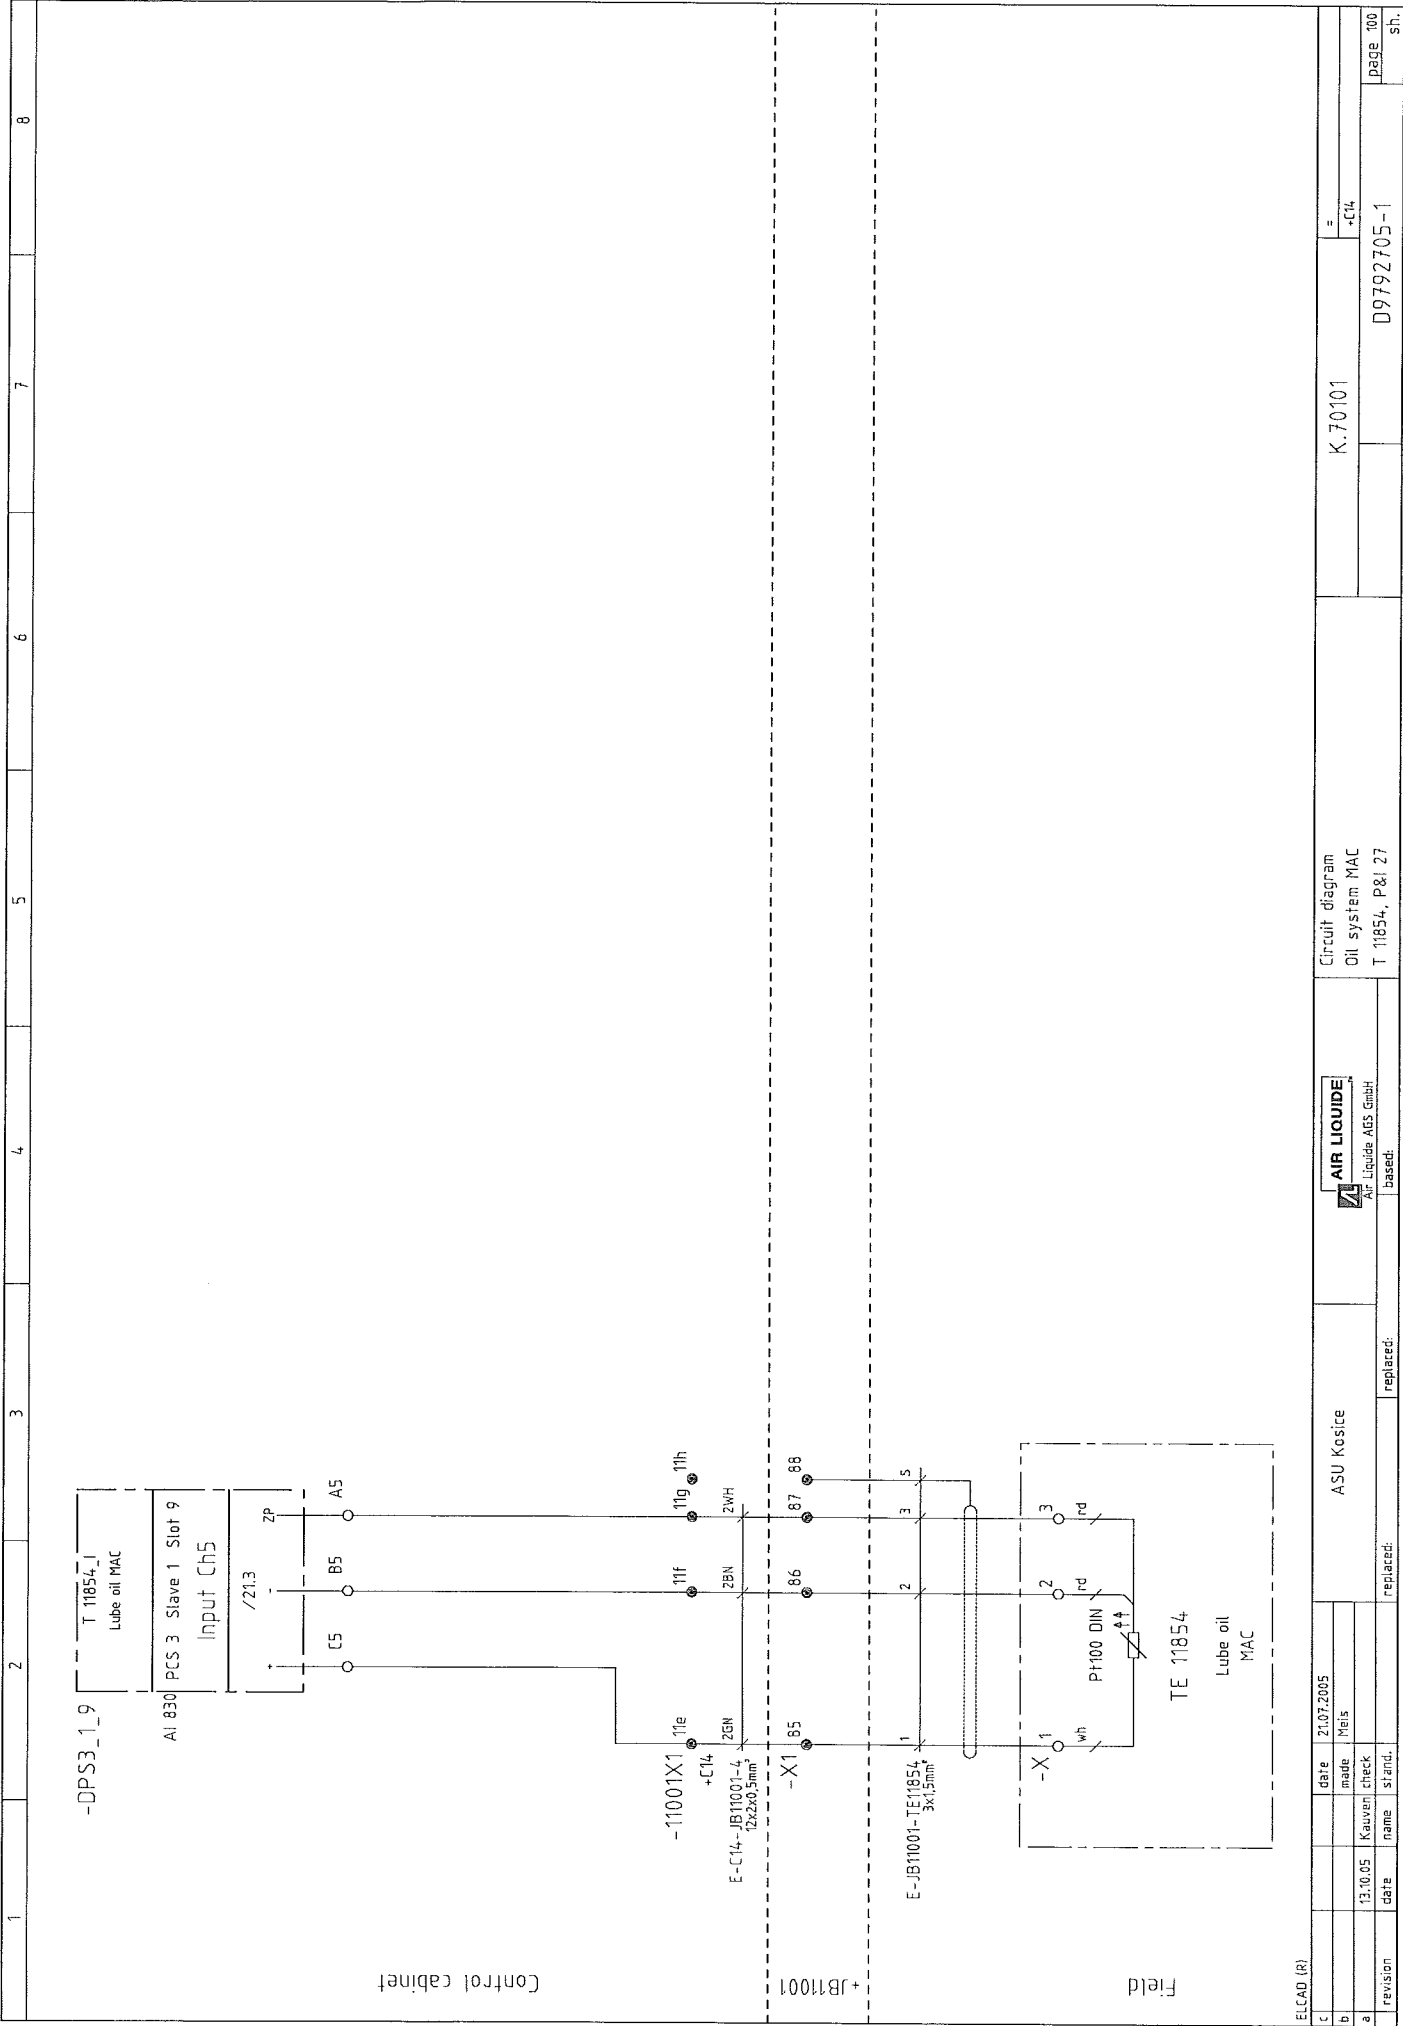 1 2 3 4 5 6 7 8
-DPS3_1_9
T 11854_I
Lube oil MAC
AI 830
PCS 3 Slave 1 Slot 9
Input Ch5
/21.3
+ - ZP
C5 B5 A5
Control cabinet
-11001X1 11e 11f 11g 11h
+C14
2GN 2BN 2WH
E-C14-JB11001-4
12x2x0,5mm²
+JB11001
-X1 85 86 87 88
1 2 3 S
E-JB11001-TE11854
3x1,5mm²
Field
-X 1 2 3
wh rd rd
Pt100 DIN
TE 11854
Lube oil
MAC
ELCAD (R)
c
b
a 13.10.05 Kauven
revision date name
date 21.07.2005
made Meis
check
stand.
replaced:
replaced:
based:
ASU Kosice
AIR LIQUIDE
Air Liquide AGS GmbH
Circuit diagram
Oil system MAC
T 11854, P&I 27
K.70101
=
+C14
D9792705-1
page 100
sh.